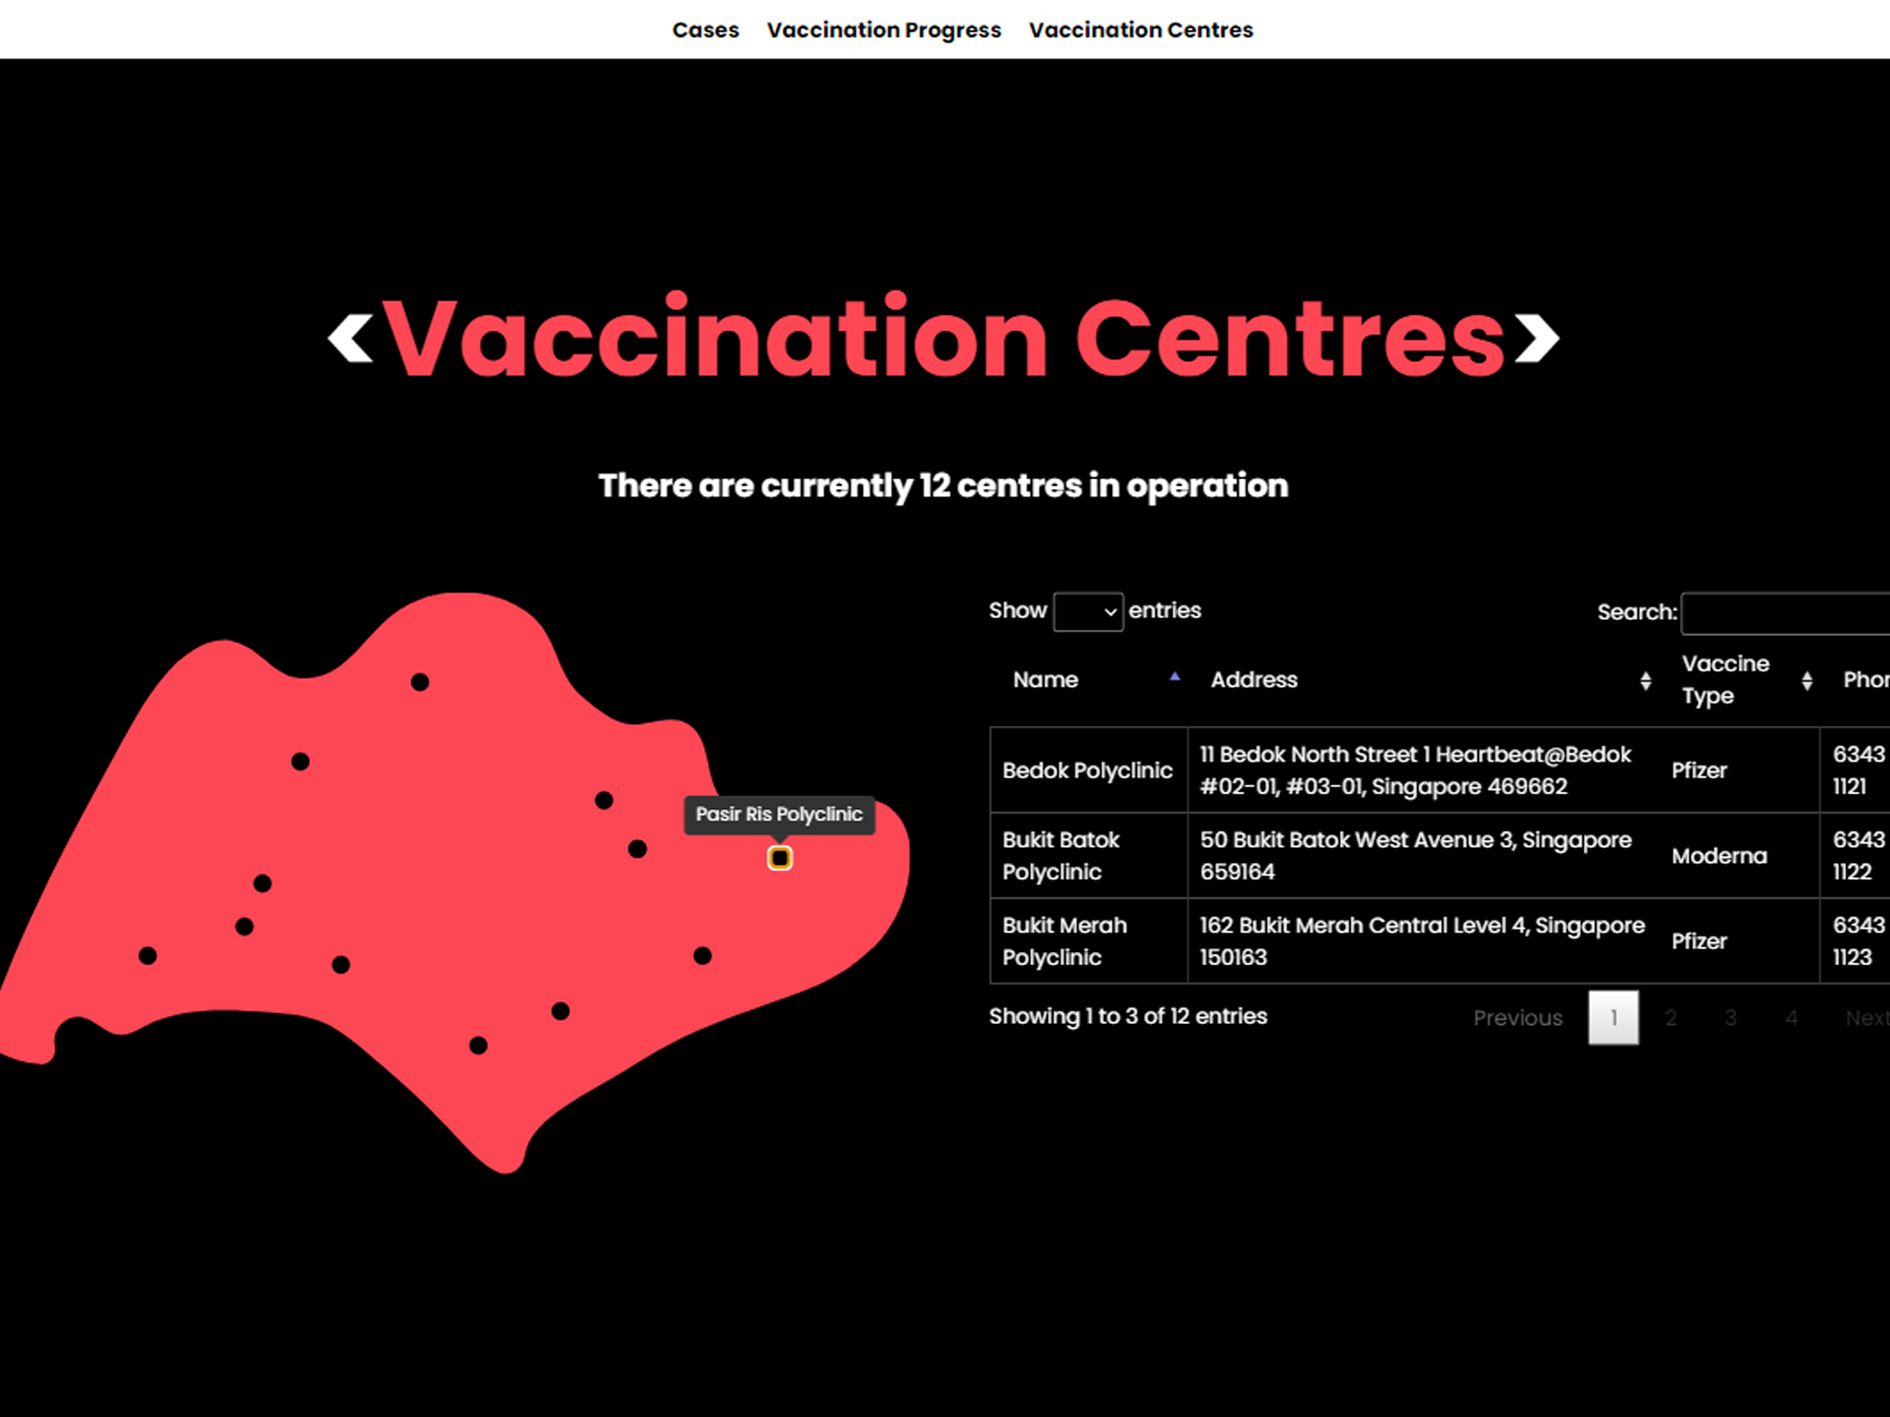 Cases Vaccination Progress Vaccination Centres
<Vaccination Centres>
There are currently 12 centres in operation
Pasir Ris Polyclinic
Show entries
Search:
Name Address Vaccine Type
Bedok Polyclinic
11 Bedok North Street 1 Heartbeat@Bedok
#02-01, #03-01, Singapore 469662
Pfizer
6343
1121
Bukit Batok
Polyclinic
50 Bukit Batok West Avenue 3, Singapore
659164
Moderna
6343
1122
Bukit Merah
Polyclinic
162 Bukit Merah Central Level 4, Singapore
150163
Pfizer
6343
1123
Showing 1 to 3 of 12 entries
Previous 1 2 3 4 Next